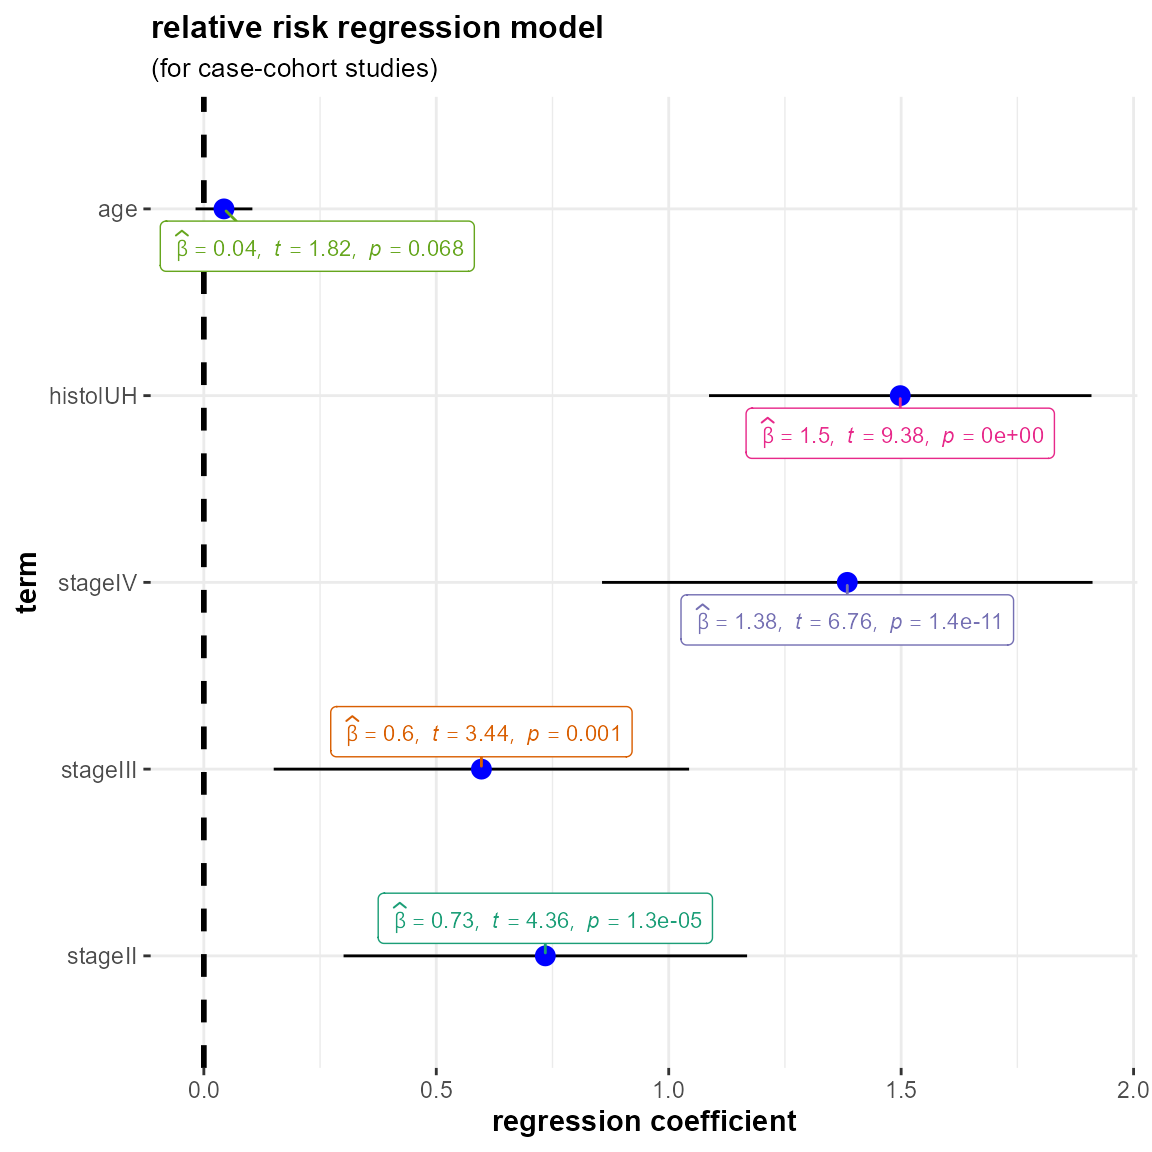 relative risk regression model
(for case-cohort studies)
age
β̂ = 0.04, t = 1.82, p = 0.068
histolUH
β̂ = 1.5, t = 9.38, p = 0e+00
stageIV
β̂ = 1.38, t = 6.76, p = 1.4e-11
β̂ = 0.6, t = 3.44, p = 0.001
stageIII
β̂ = 0.73, t = 4.36, p = 1.3e-05
stageII
term
0.0 0.5 1.0 1.5 2.0
regression coefficient